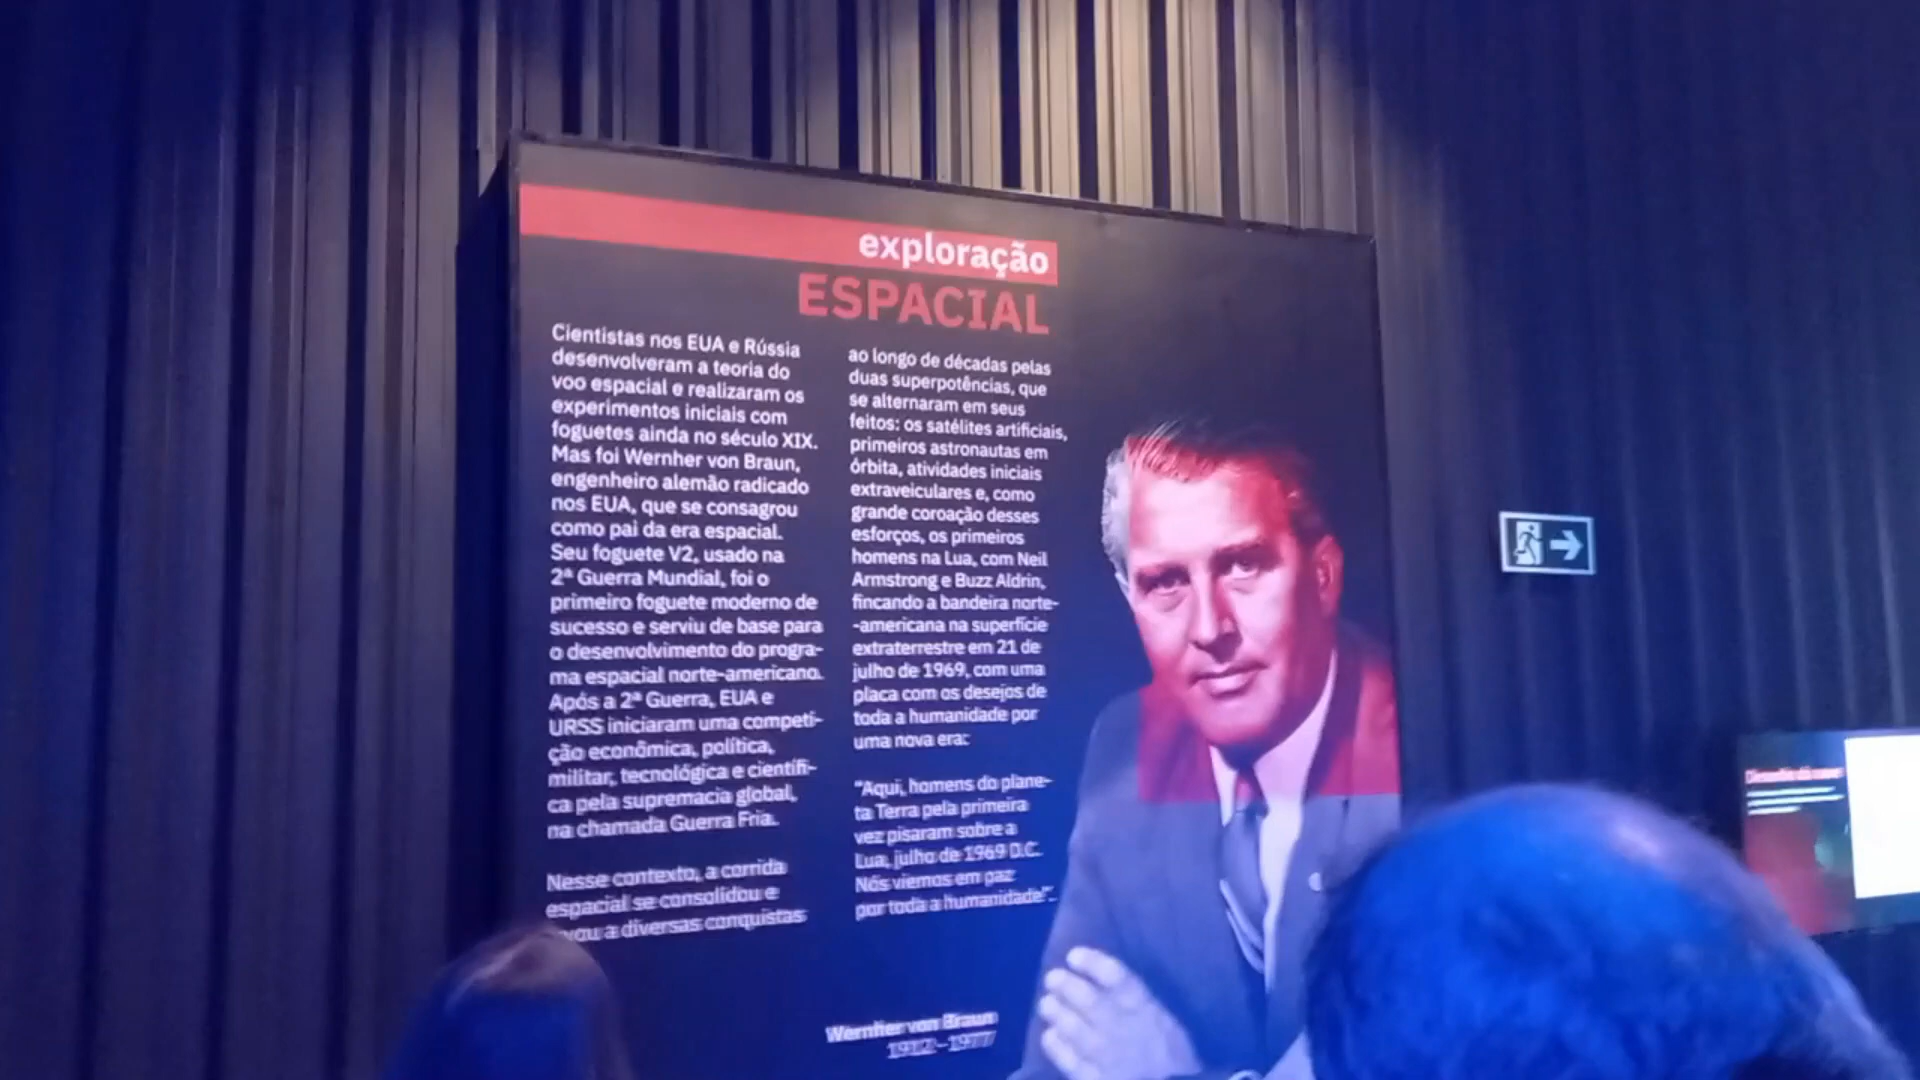 exploração
ESPACIAL
Cientistas nos EUA e Rússia
desenvolveram a teoria do
voo espacial e realizaram os
experimentos iniciais com
foguetes ainda no século XIX.
Mas foi Wernher von Braun,
engenheiro alemão radicado
nos EUA, que se consagrou
como pai da era espacial.
Seu foguete V2, usado na
2ª Guerra Mundial, foi o
primeiro foguete moderno de
sucesso e serviu de base para
o desenvolvimento do progra-
ma espacial norte-americano.
Após a 2ª Guerra, EUA e
URSS iniciaram uma competi-
ção econômica, política,
militar, tecnológica e científi-
ca pela supremacia global,
na chamada Guerra Fria.
Nesse contexto, a corrida
espacial se consolidou e
a diversas conquistas
ao longo de décadas pelas
duas superpotências, que
se alternaram em seus
feitos: os satélites artificiais,
primeiros astronautas em
órbita, atividades iniciais
extraveiculares e, como
grande coroação desses
esforços, os primeiros
homens na Lua, com Neil
Armstrong e Buzz Aldrin,
fincando a bandeira norte-
-americana na superfície
extraterrestre em 21 de
julho de 1969, com uma
placa com os desejos de
toda a humanidade por
uma nova era:
"Aqui, homens do plane-
ta Terra pela primeira
vez pisaram sobre a
Lua, julho de 1969 D.C.
Nós viemos em paz
por toda a humanidade".
Wernher von Braun
1912–1977